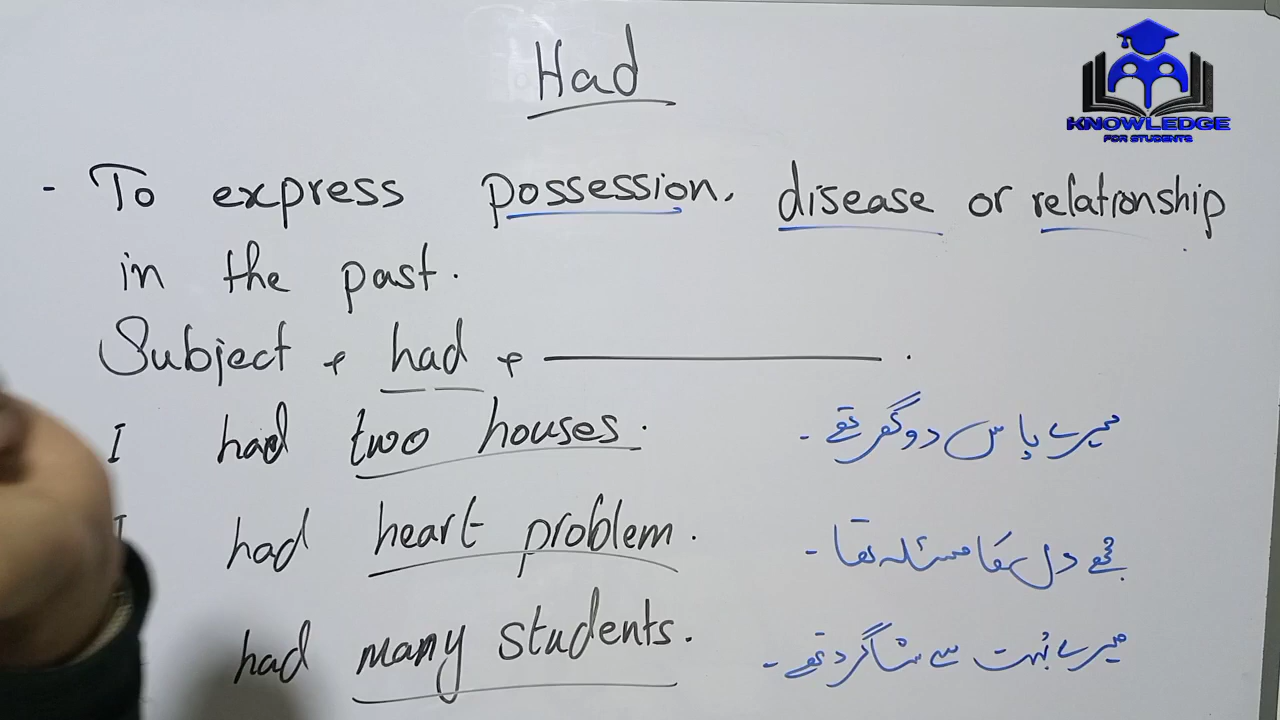 Had
KNOWLEDGE
FOR STUDENTS
- To express possession, disease or relationship
in the past.
Subject + had + ———.
I had two houses. میرے پاس دو گھر تھے -
I had heart problem. مجھے دل کا مسئلہ تھا -
had many students. میرے بہت سے شاگرد تھے -